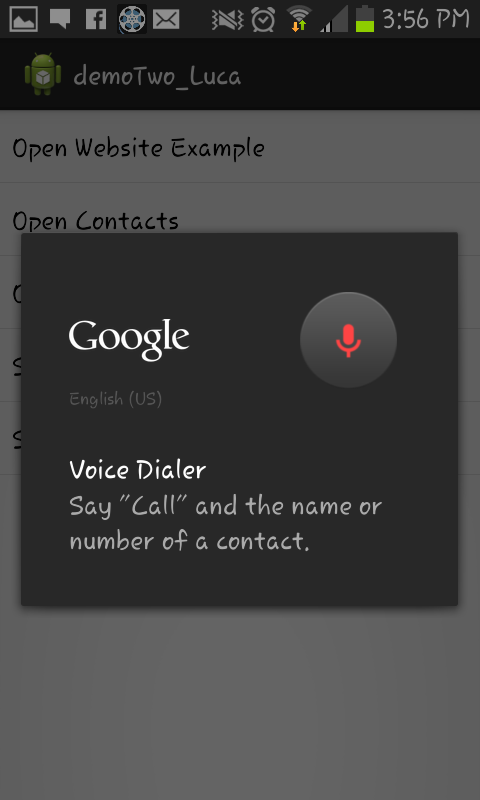 3:56 PM
demoTwo_Luca
Open Website Example
Open Contacts
Google
English (US)
Voice Dialer
Say "Call" and the name or
number of a contact.